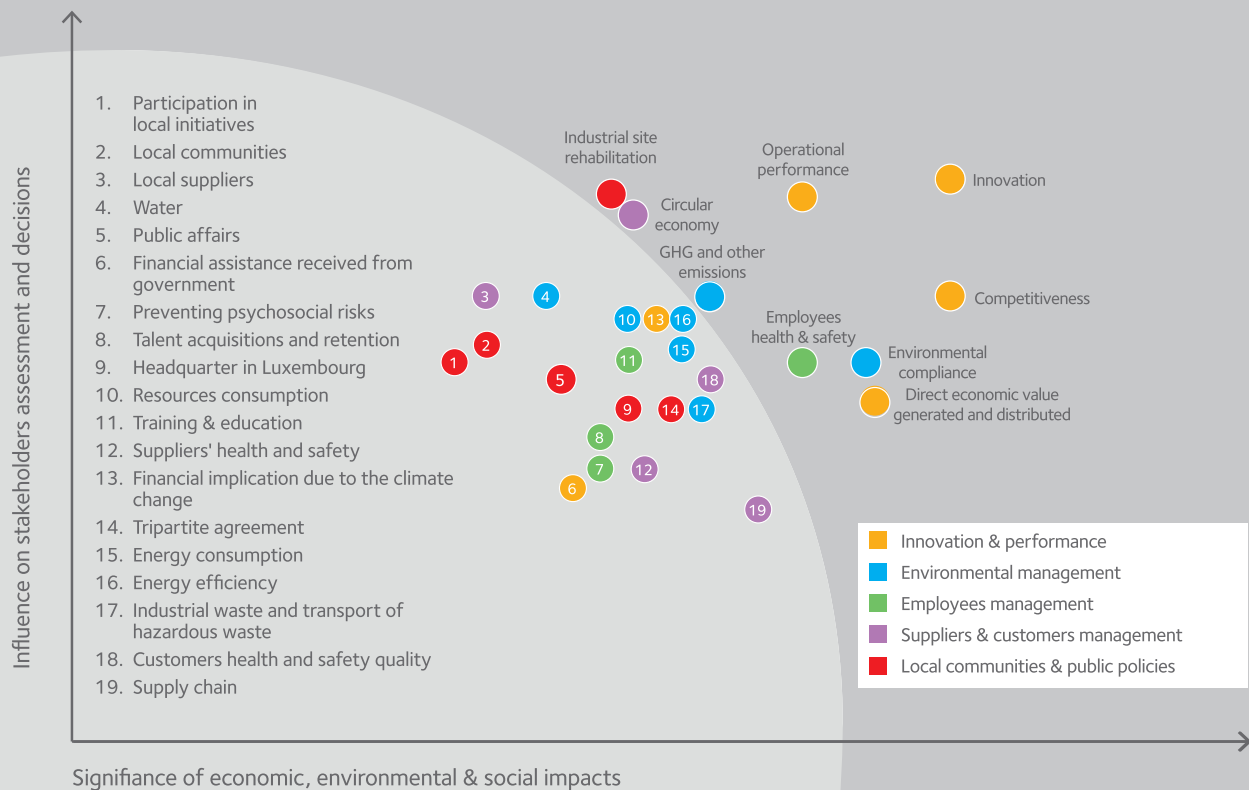 Influence on stakeholders assessment and decisions
1. Participation in
local initiatives
2. Local communities
3. Local suppliers
4. Water
5. Public affairs
6. Financial assistance received from
government
7. Preventing psychosocial risks
8. Talent acquisitions and retention
9. Headquarter in Luxembourg
10. Resources consumption
11. Training & education
12. Suppliers' health and safety
13. Financial implication due to the climate
change
14. Tripartite agreement
15. Energy consumption
16. Energy efficiency
17. Industrial waste and transport of
hazardous waste
18. Customers health and safety quality
19. Supply chain
Industrial site
rehabilitation
Circular
economy
Operational
performance
Innovation
GHG and other
emissions
Competitiveness
Employees
health & safety
Environmental
compliance
Direct economic value
generated and distributed
3
4
10
13
16
2
15
1
11
5
18
9
14
17
8
7
12
6
19
Innovation & performance
Environmental management
Employees management
Suppliers & customers management
Local communities & public policies
Signifiance of economic, environmental & social impacts